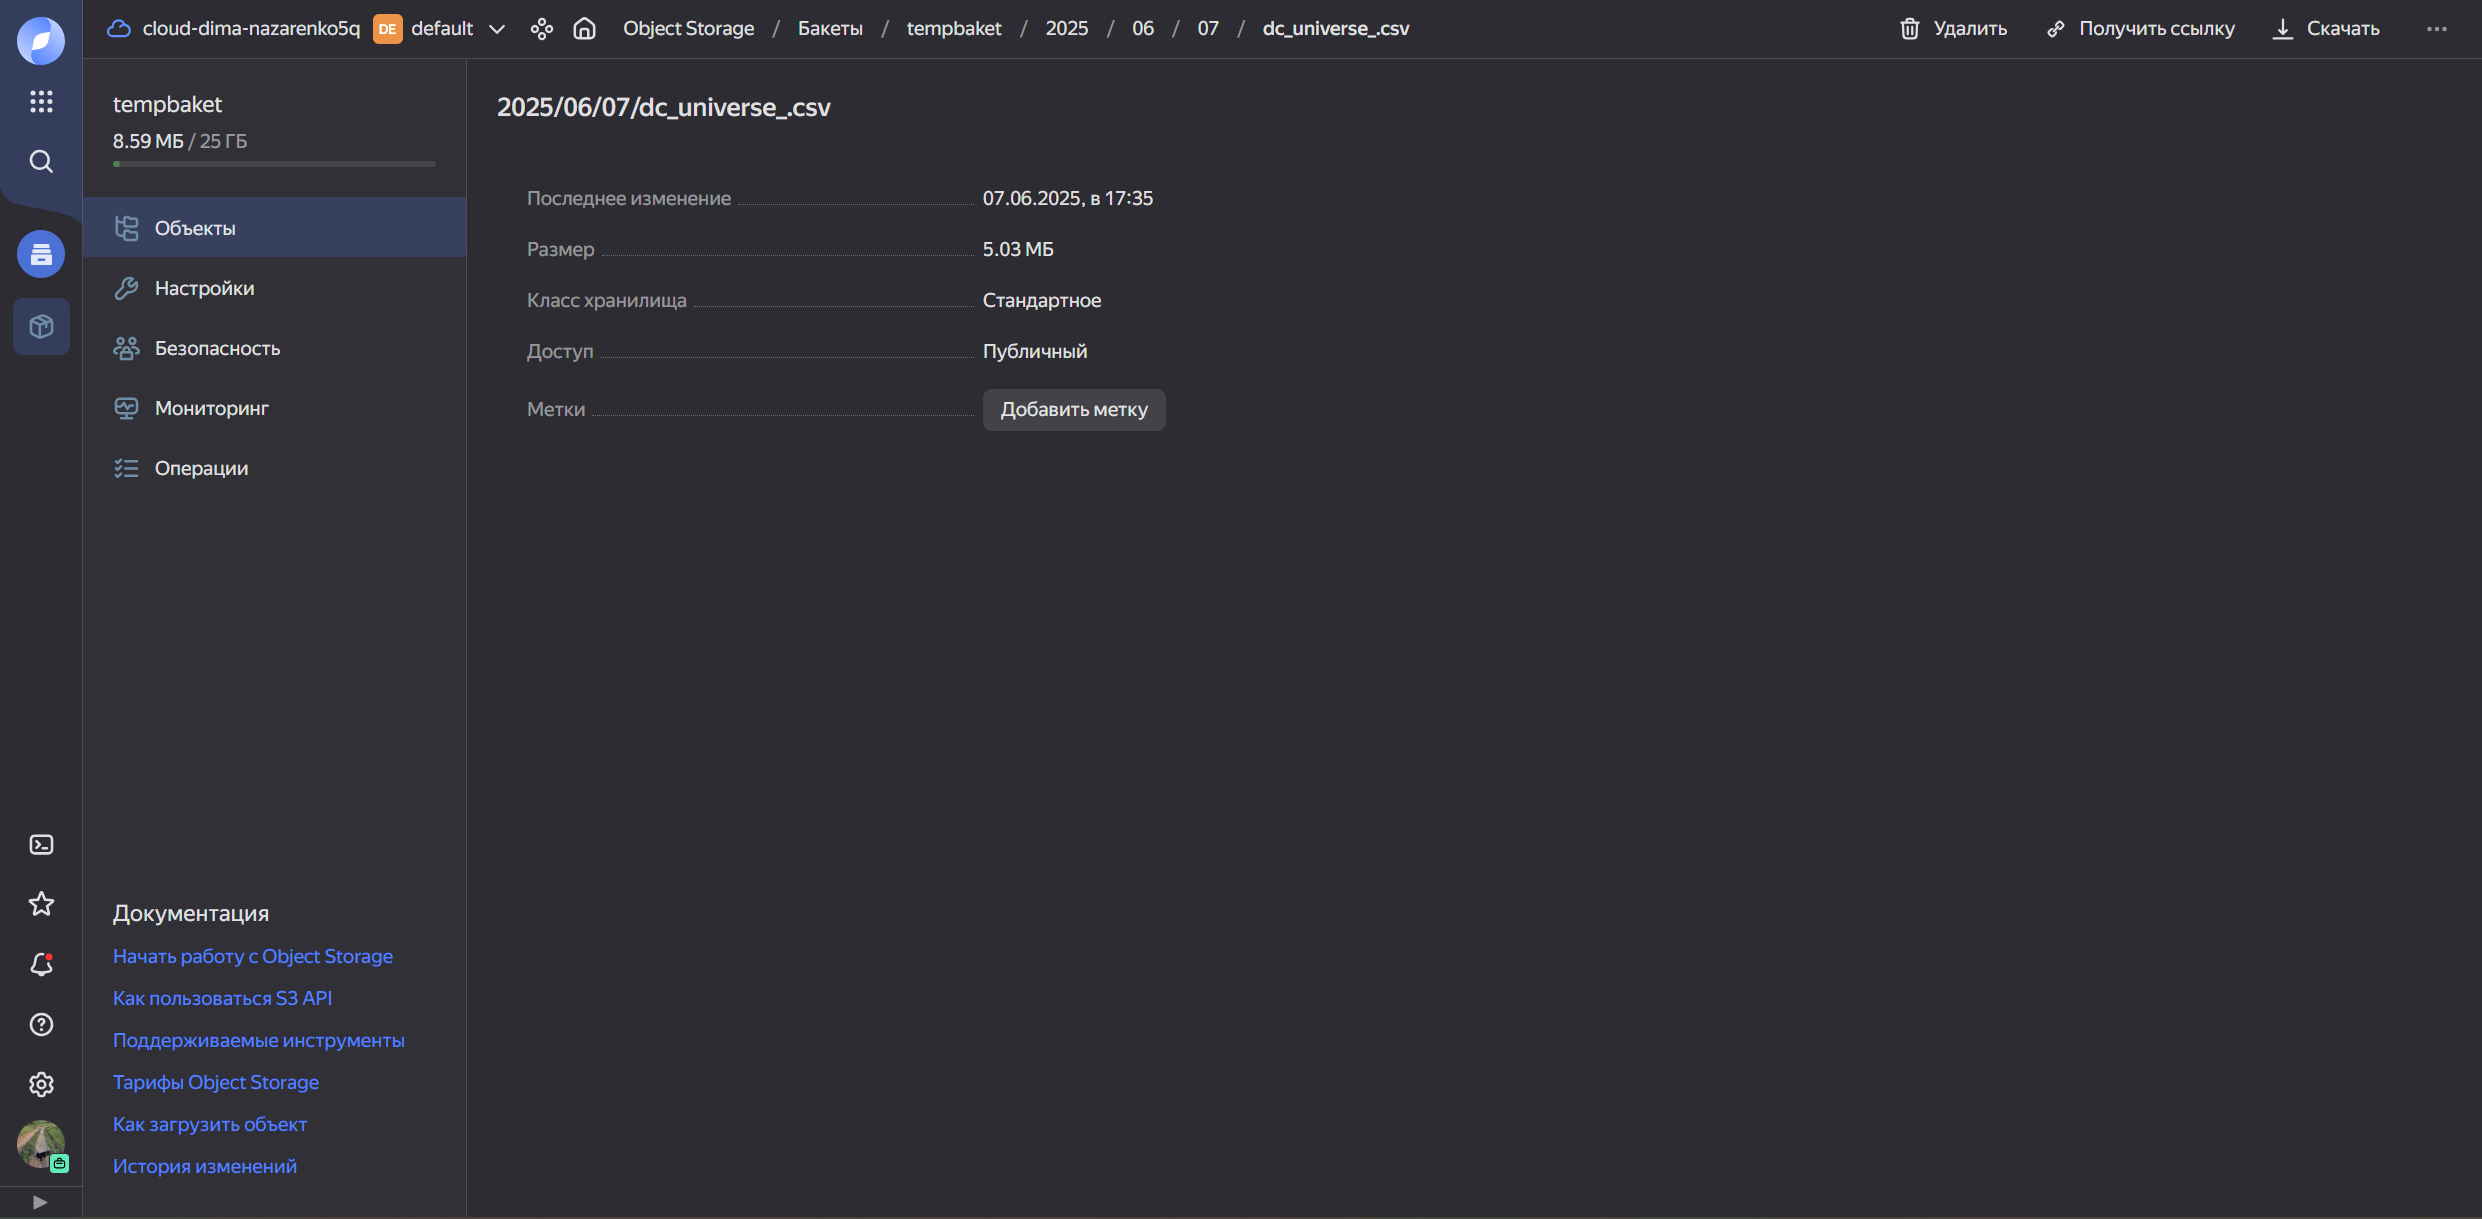 cloud-dima-nazarenko5q DE default Object Storage / Бакеты / tempbaket / 2025 / 06 / 07 / dc_universe_.csv Удалить Получить ссылку Скачать
tempbaket
8.59 МБ / 25 ГБ
Объекты
Настройки
Безопасность
Мониторинг
Операции
Документация
Начать работу с Object Storage
Как пользоваться S3 API
Поддерживаемые инструменты
Тарифы Object Storage
Как загрузить объект
История изменений
2025/06/07/dc_universe_.csv
Последнее изменение 07.06.2025, в 17:35
Размер 5.03 МБ
Класс хранилища Стандартное
Доступ Публичный
Метки Добавить метку